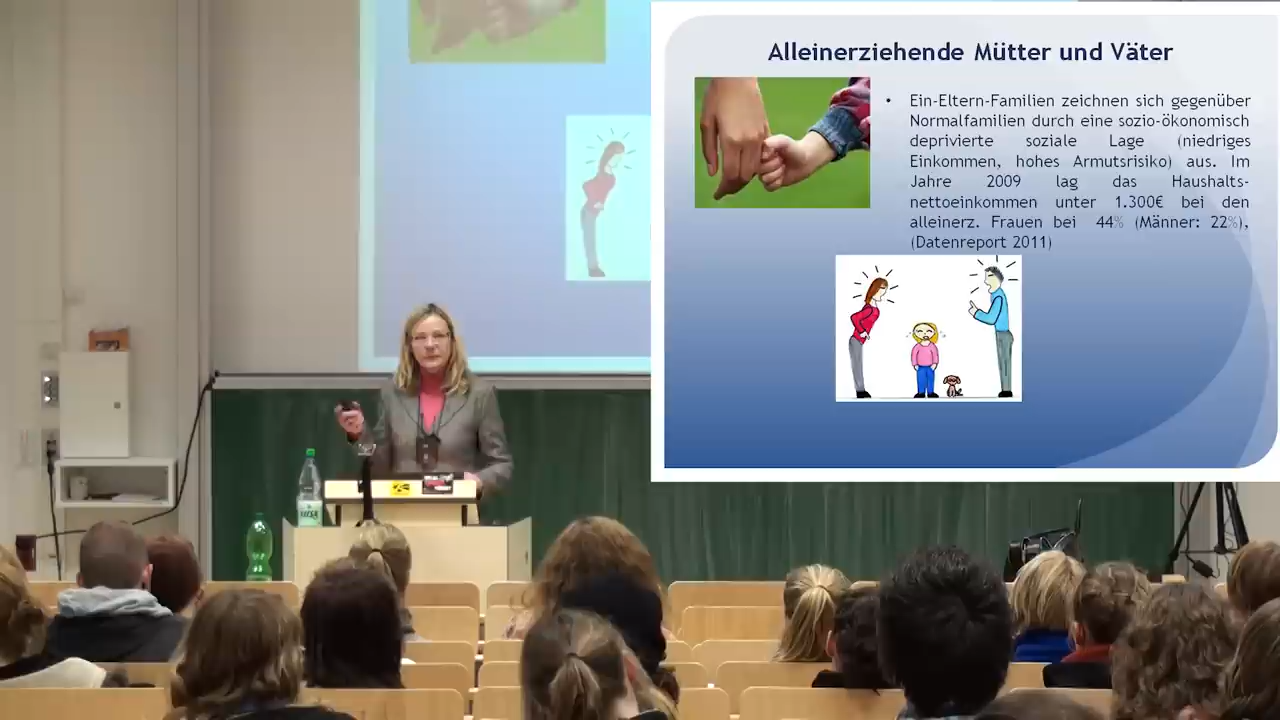 Alleinerziehende Mütter und Väter
• Ein-Eltern-Familien zeichnen sich gegenüber
Normalfamilien durch eine sozio-ökonomisch
deprivierte soziale Lage (niedriges
Einkommen, hohes Armutsrisiko) aus. Im
Jahre 2009 lag das Haushalts-
nettoeinkommen unter 1.300€ bei den
alleinerz. Frauen bei 44% (Männer: 22%),
(Datenreport 2011)